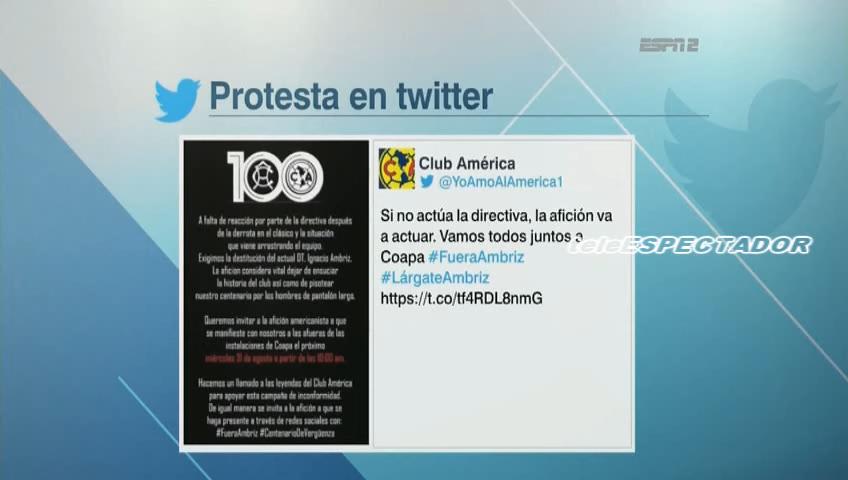 ESPN 2
Protesta en twitter
100
A falta de reacción por parte de la directiva después
de la derrota en el clásico y la situación
que viene arrastrando el equipo.
Exigimos la destitución del actual DT. Ignacio Ambriz.
La aficion considera vital dejar de ensuciar
la historia del club así como de pisotear
nuestro centenario por los hombres de pantalón largo.
Queremos invitar a la afición americanista a que
se manifieste con nosotros a las afueras de las
instalaciones de Coapa el próximo
miércoles 31 de agosto a partir de las 10:00 am.
Hacemos un llamado a las leyendas del Club América
para apoyar esta campaña de inconformidad.
De igual manera se invita a la afición a que se
haga presente a través de redes sociales con:
#FueraAmbriz #CentenarioDeVergüenza
Club América
@YoAmoAlAmerica1
Si no actúa la directiva, la afición va
a actuar. Vamos todos juntos a
Coapa #FueraAmbriz
#LárgateAmbriz
https://t.co/tf4RDL8nmG
teleESPECTADOR